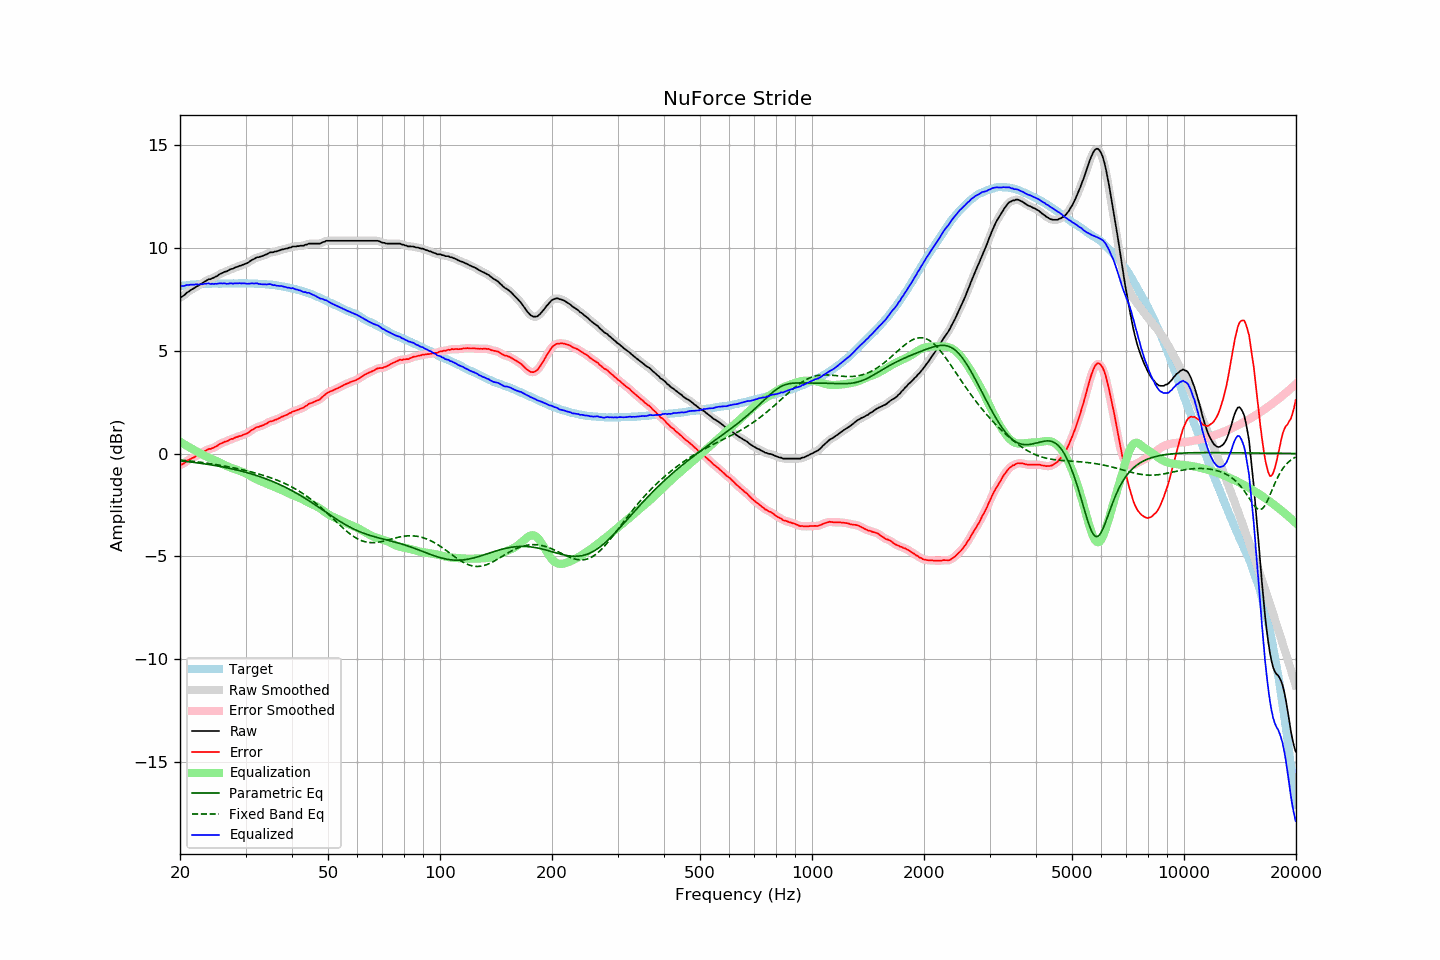 NuForce Stride
Amplitude (dBr)
15
10
5
0
−5
−10
−15
Target
Raw Smoothed
Error Smoothed
Raw
Error
Equalization
Parametric Eq
Fixed Band Eq
Equalized
20 50 100 200 500 1000 2000 5000 10000 20000
Frequency (Hz)